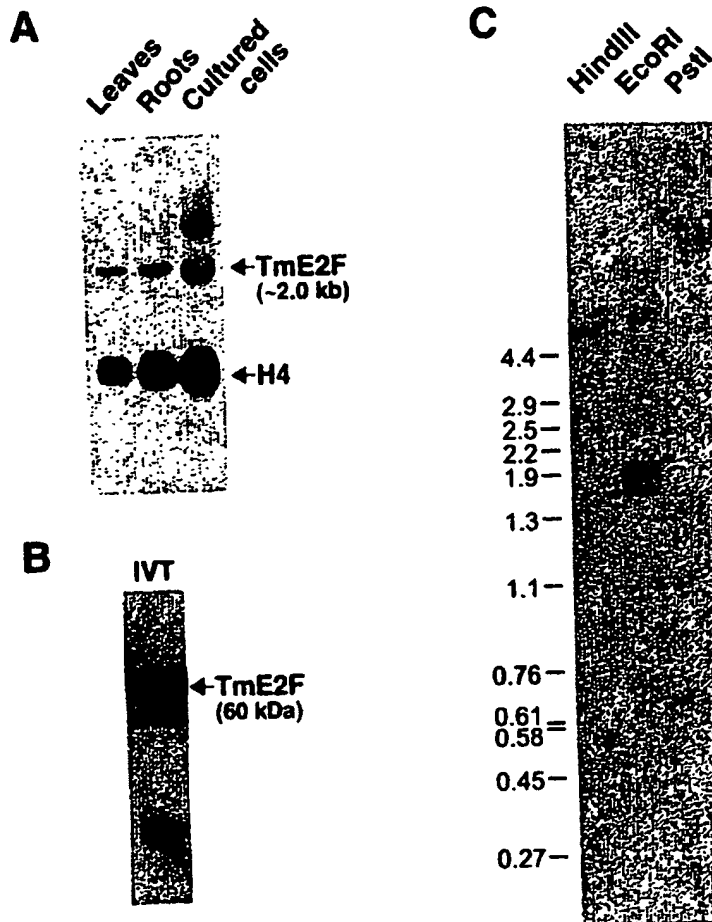 A
Leaves
Roots
Cultured cells
TmE2F
(~2.0 kb)
H4
B
IVT
TmE2F
(60 kDa)
C
HindIII
EcoRI
PstI
4.4
2.9
2.5
2.2
1.9
1.3
1.1
0.76
0.61
0.58
0.45
0.27